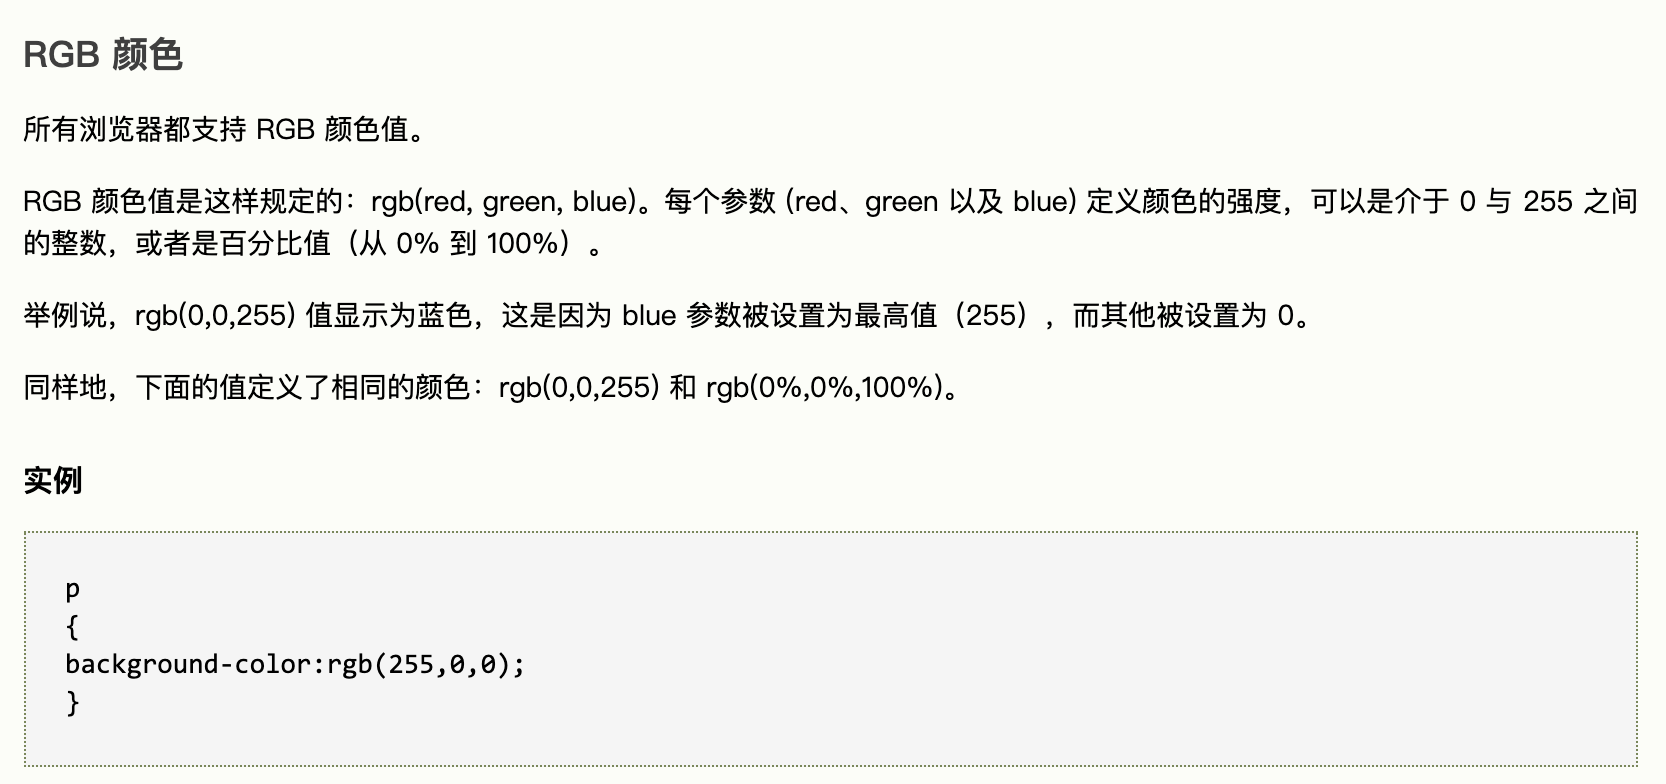 RGB 颜色
所有浏览器都支持 RGB 颜色值。
RGB 颜色值是这样规定的：rgb(red, green, blue)。每个参数 (red、green 以及 blue) 定义颜色的强度，可以是介于 0 与 255 之间
的整数，或者是百分比值（从 0% 到 100%）。
举例说，rgb(0,0,255) 值显示为蓝色，这是因为 blue 参数被设置为最高值（255），而其他被设置为 0。
同样地，下面的值定义了相同的颜色：rgb(0,0,255) 和 rgb(0%,0%,100%)。
实例
p
{
background-color:rgb(255,0,0);
}